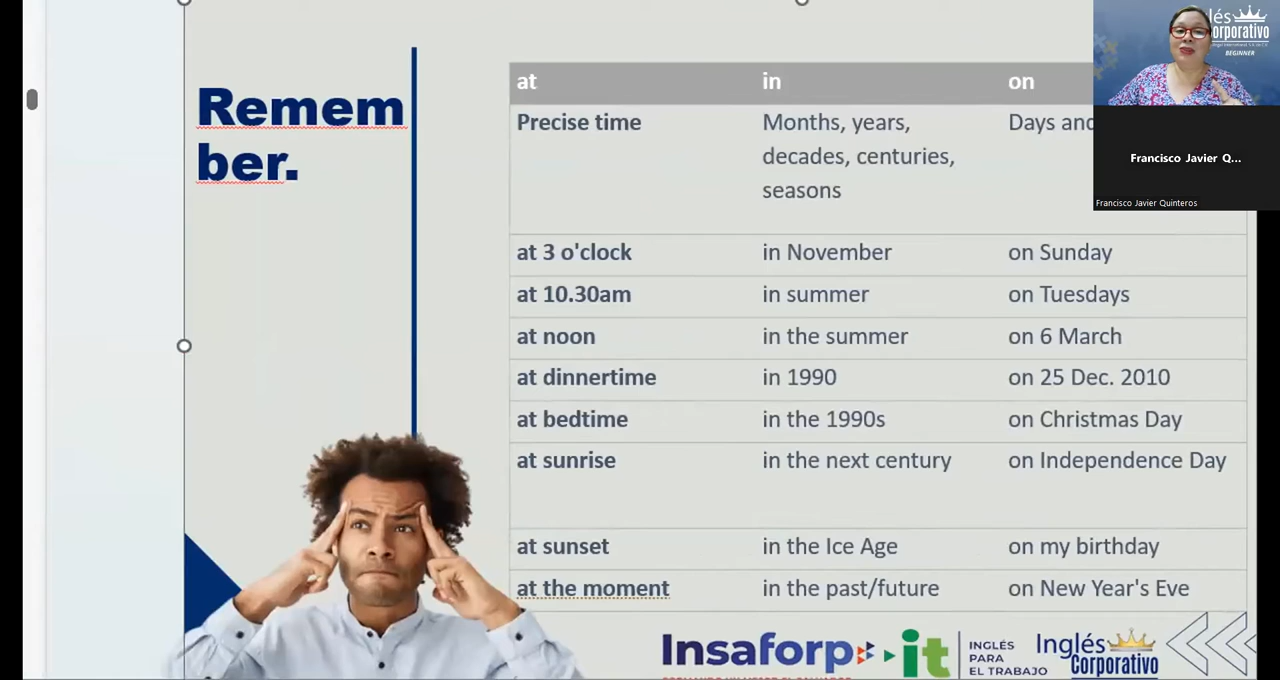 Remem
ber.
at in on
Precise time Months, years, Days and
decades, centuries,
seasons
at 3 o'clock in November on Sunday
at 10.30am in summer on Tuesdays
at noon in the summer on 6 March
at dinnertime in 1990 on 25 Dec. 2010
at bedtime in the 1990s on Christmas Day
at sunrise in the next century on Independence Day
at sunset in the Ice Age on my birthday
at the moment in the past/future on New Year's Eve
Insaforp it
INGLÉS
PARA
EL TRABAJO
Inglés
Corporativo
lés
orporativo
BEGINNER
Francisco Javier Q...
Francisco Javier Quinteros